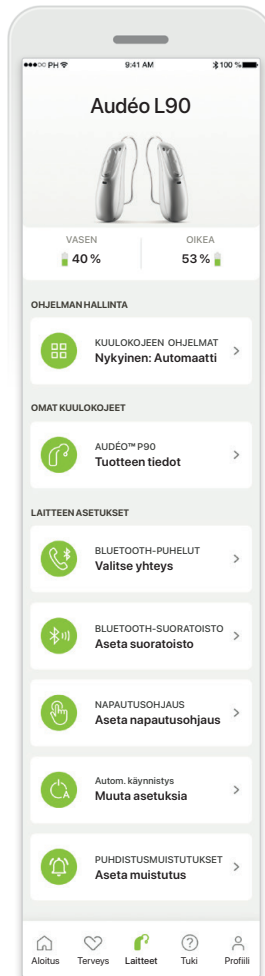 PH 9:41 AM 100 %
Audéo L90
VASEN OIKEA
40 % 53 %
OHJELMAN HALLINTA
KUULOKOJEEN OHJELMAT
Nykyinen: Automaatti
OMAT KUULOKOJEET
AUDÉO™ P90
Tuotteen tiedot
LAITTEEN ASETUKSET
BLUETOOTH-PUHELUT
Valitse yhteys
BLUETOOTH-SUORATOISTO
Aseta suoratoisto
NAPAUTUSOHJAUS
Aseta napautusohjaus
A
Autom. käynnistys
Muuta asetuksia
PUHDISTUSMUISTUTUKSET
Aseta muistutus
Aloitus Terveys Laitteet Tuki Profiili